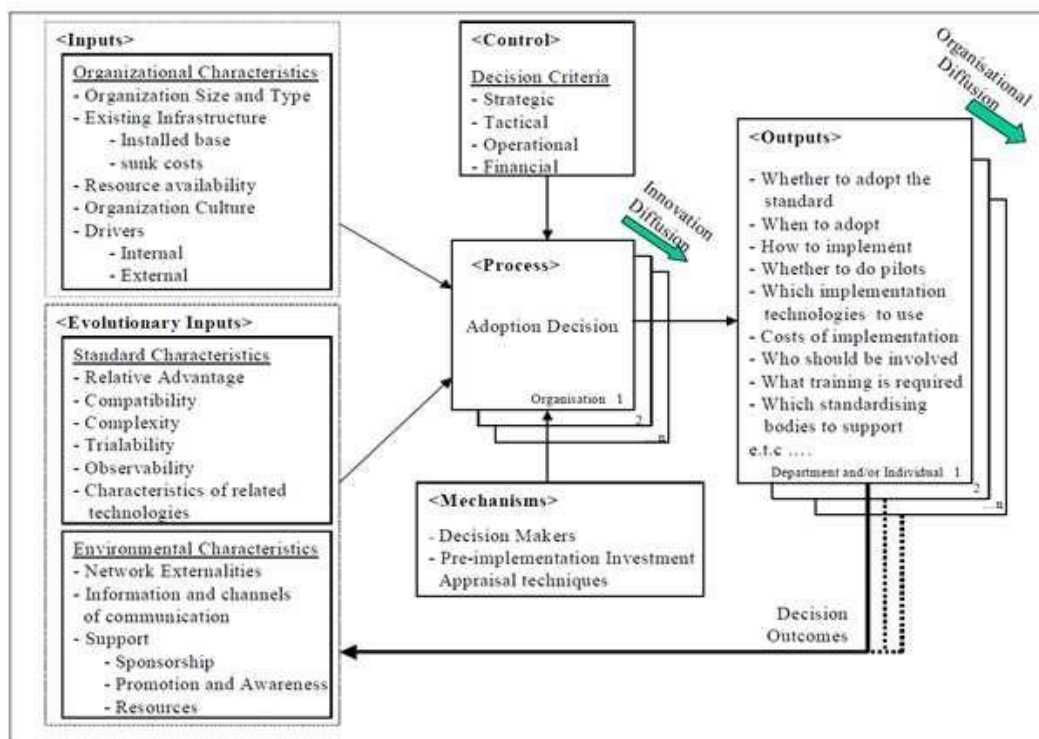 <Inputs>
Organizational Characteristics
- Organization Size and Type
- Existing Infrastructure
- Installed base
- sunk costs
- Resource availability
- Organization Culture
- Drivers
- Internal
- External
<Evolutionary Inputs>
Standard Characteristics
- Relative Advantage
- Compatibility
- Complexity
- Trialability
- Observability
- Characteristics of related
technologies
Environmental Characteristics
- Network Externalities
- Information and channels
of communication
- Support
- Sponsorship
- Promotion and Awareness
- Resources
<Control>
Decision Criteria
- Strategic
- Tactical
- Operational
- Financial
Innovation
Diffusion
<Process>
Adoption Decision
Organisation 1
2
n
<Mechanisms>
- Decision Makers
- Pre-implementation Investment
Appraisal techniques
Organisational
Diffusion
<Outputs>
- Whether to adopt the
standard
- When to adopt
- How to implement
- Whether to do pilots
- Which implementation
technologies to use
- Costs of implementation
- Who should be involved
- What training is required
- Which standardising
bodies to support
e.t.c ....
Department and/or Individual 1
2
...n
Decision
Outcomes